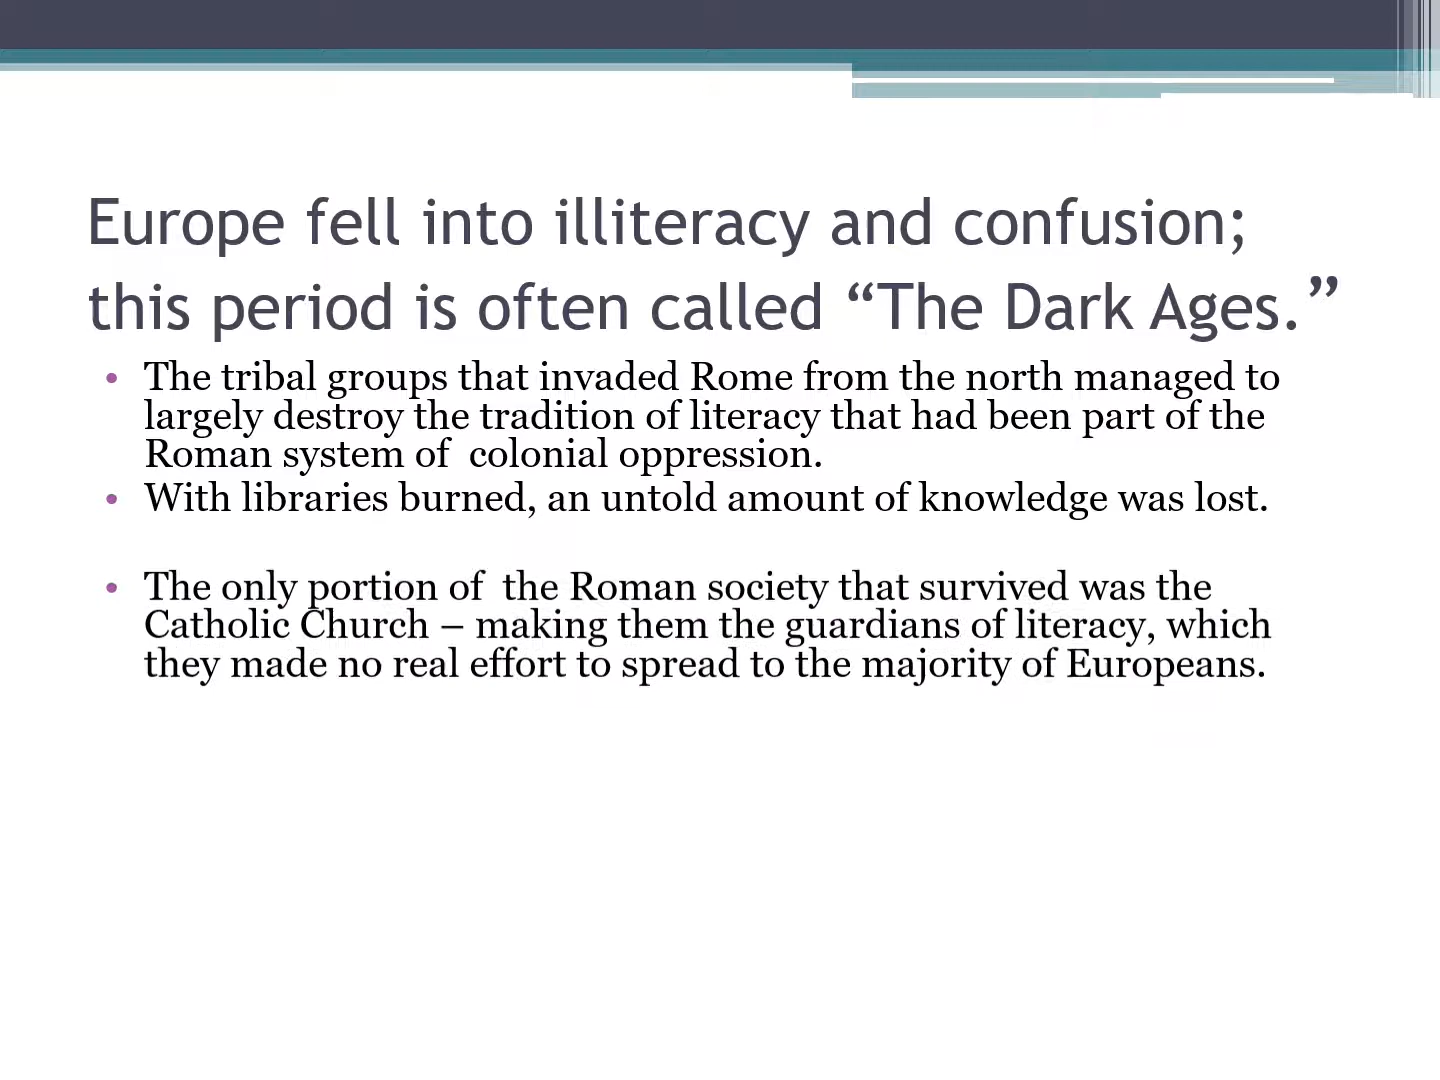 Europe fell into illiteracy and confusion;
this period is often called “The Dark Ages.”
• The tribal groups that invaded Rome from the north managed to
largely destroy the tradition of literacy that had been part of the
Roman system of  colonial oppression.
• With libraries burned, an untold amount of knowledge was lost.
• The only portion of  the Roman society that survived was the
Catholic Church – making them the guardians of literacy, which
they made no real effort to spread to the majority of Europeans.